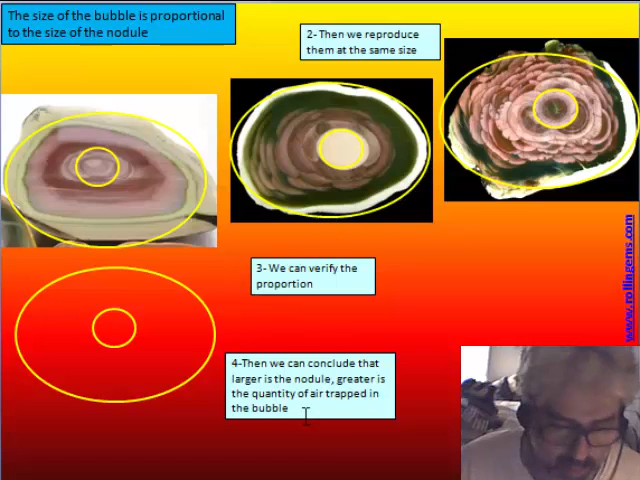 The size of the bubble is proportional
to the size of the nodule
2- Then we reproduce
them at the same size
3- We can verify the
proportion
4-Then we can conclude that
larger is the nodule, greater is
the quantity of air trapped in
the bubble
www.rollingems.com